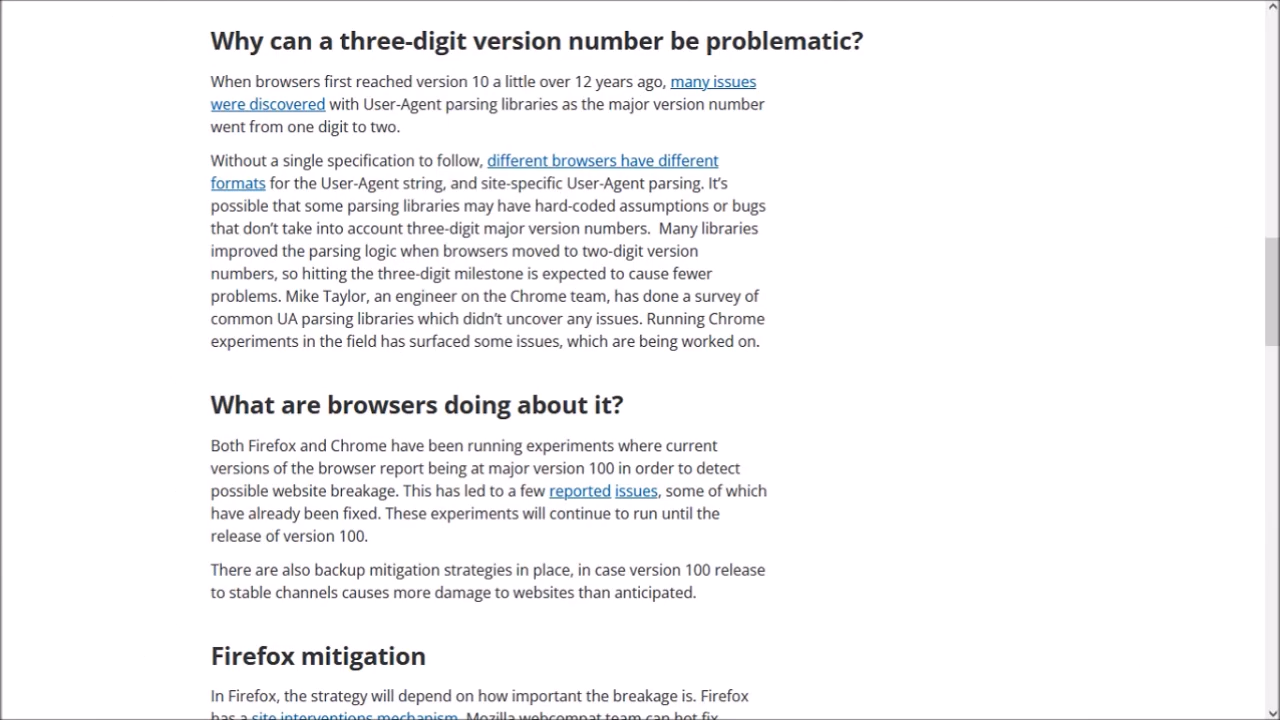 Why can a three-digit version number be problematic?
When browsers first reached version 10 a little over 12 years ago, many issues
were discovered with User-Agent parsing libraries as the major version number
went from one digit to two.
Without a single specification to follow, different browsers have different
formats for the User-Agent string, and site-specific User-Agent parsing. It’s
possible that some parsing libraries may have hard-coded assumptions or bugs
that don’t take into account three-digit major version numbers.  Many libraries
improved the parsing logic when browsers moved to two-digit version
numbers, so hitting the three-digit milestone is expected to cause fewer
problems. Mike Taylor, an engineer on the Chrome team, has done a survey of
common UA parsing libraries which didn’t uncover any issues. Running Chrome
experiments in the field has surfaced some issues, which are being worked on.
What are browsers doing about it?
Both Firefox and Chrome have been running experiments where current
versions of the browser report being at major version 100 in order to detect
possible website breakage. This has led to a few reported issues, some of which
have already been fixed. These experiments will continue to run until the
release of version 100.
There are also backup mitigation strategies in place, in case version 100 release
to stable channels causes more damage to websites than anticipated.
Firefox mitigation
In Firefox, the strategy will depend on how important the breakage is. Firefox
has a site interventions mechanism. Mozilla webcompat team can hot fix